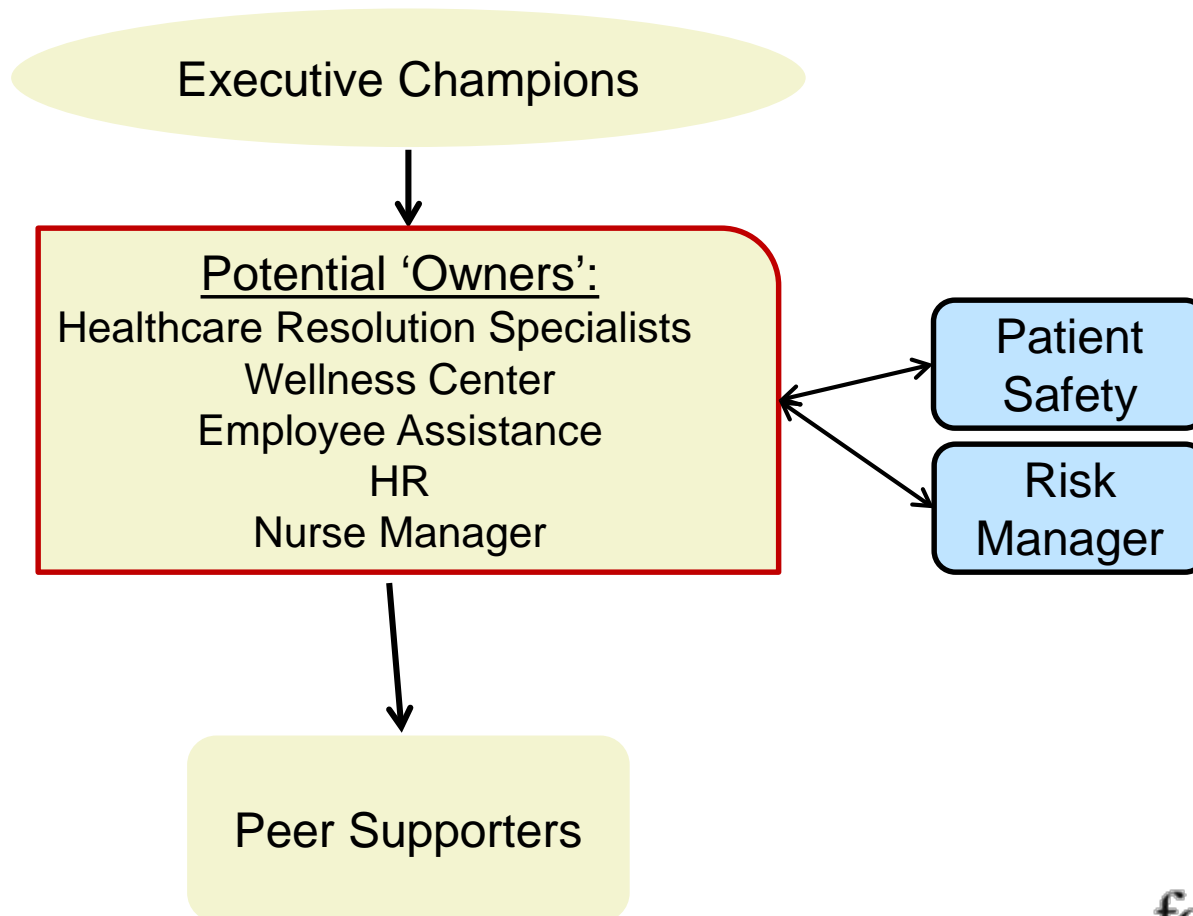 Executive Champions
Potential ‘Owners’:
Healthcare Resolution Specialists
Wellness Center
Employee Assistance
HR
Nurse Manager
Patient
Safety
Risk
Manager
Peer Supporters